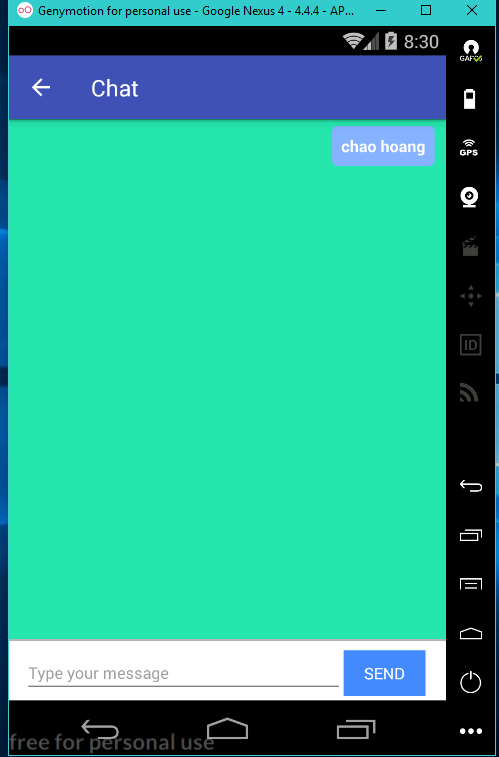 Genymotion for personal use - Google Nexus 4 - 4.4.4 - AP...
8:30
GAPPS
Chat
chao hoang
GPS
ID
Type your message
SEND
free for personal use